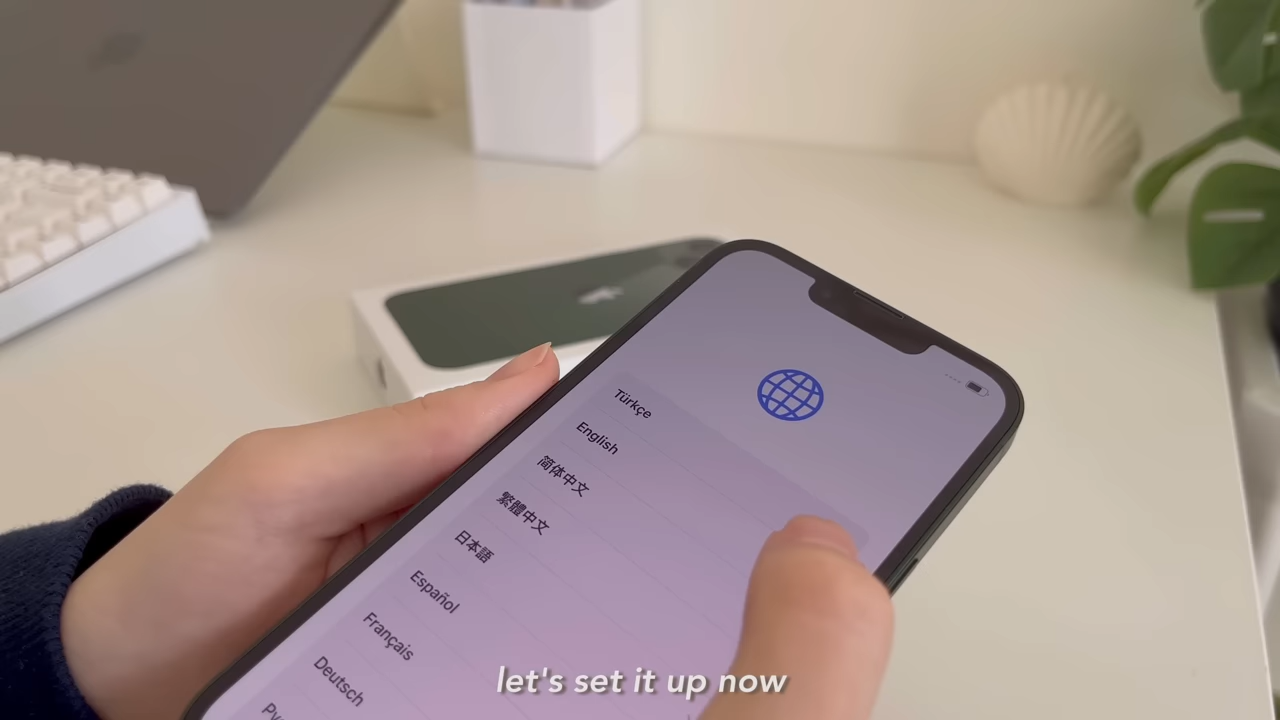 Türkçe
English
简体中文
繁體中文
日本語
Español
Français
Deutsch
let's set it up now